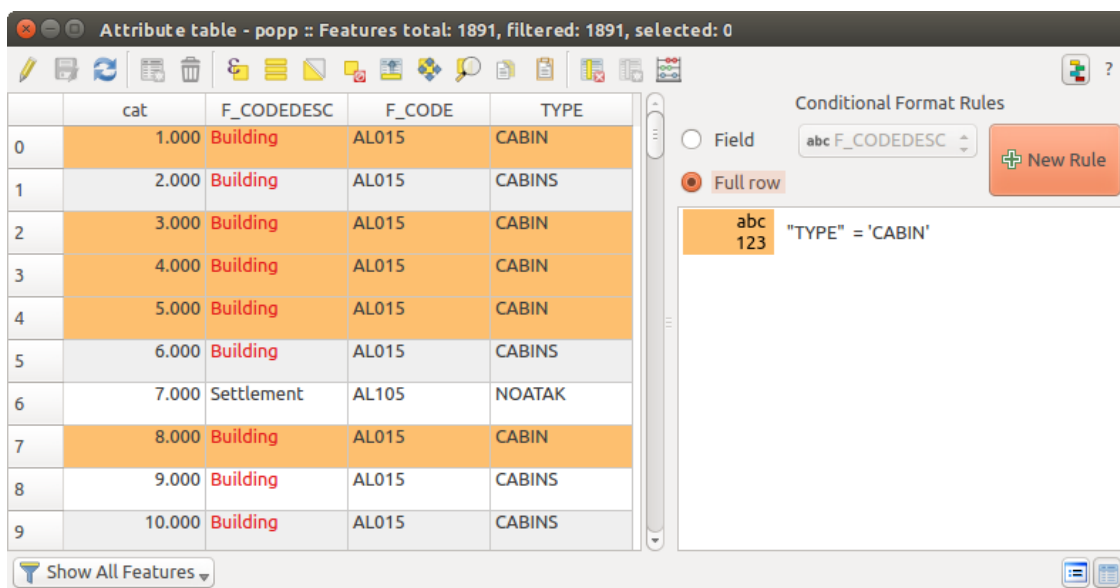 Attribute table - popp :: Features total: 1891, filtered: 1891, selected: 0
ε
?
cat F_CODEDESC F_CODE TYPE
0 1.000 Building AL015 CABIN
1 2.000 Building AL015 CABINS
2 3.000 Building AL015 CABIN
3 4.000 Building AL015 CABIN
4 5.000 Building AL015 CABIN
5 6.000 Building AL015 CABINS
6 7.000 Settlement AL105 NOATAK
7 8.000 Building AL015 CABIN
8 9.000 Building AL015 CABINS
9 10.000 Building AL015 CABINS
Show All Features
Conditional Format Rules
Field abc F_CODEDESC
Full row
New Rule
abc
123
"TYPE" = 'CABIN'